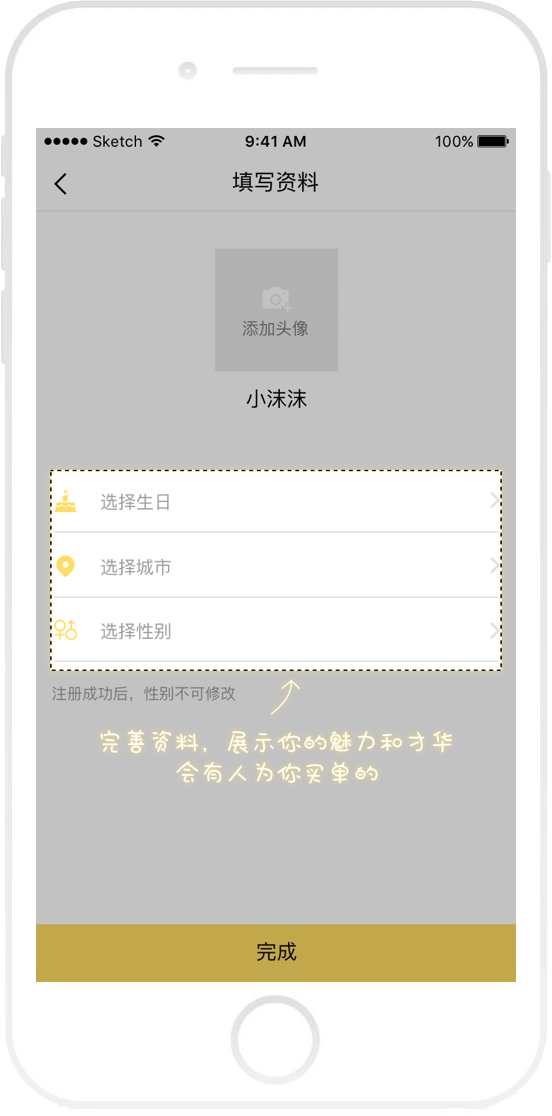 Sketch 9:41 AM 100%
填写资料
添加头像
小沫沫
选择生日
选择城市
选择性别
注册成功后，性别不可修改
完善资料，展示你的魅力和才华
会有人为你买单的
完成